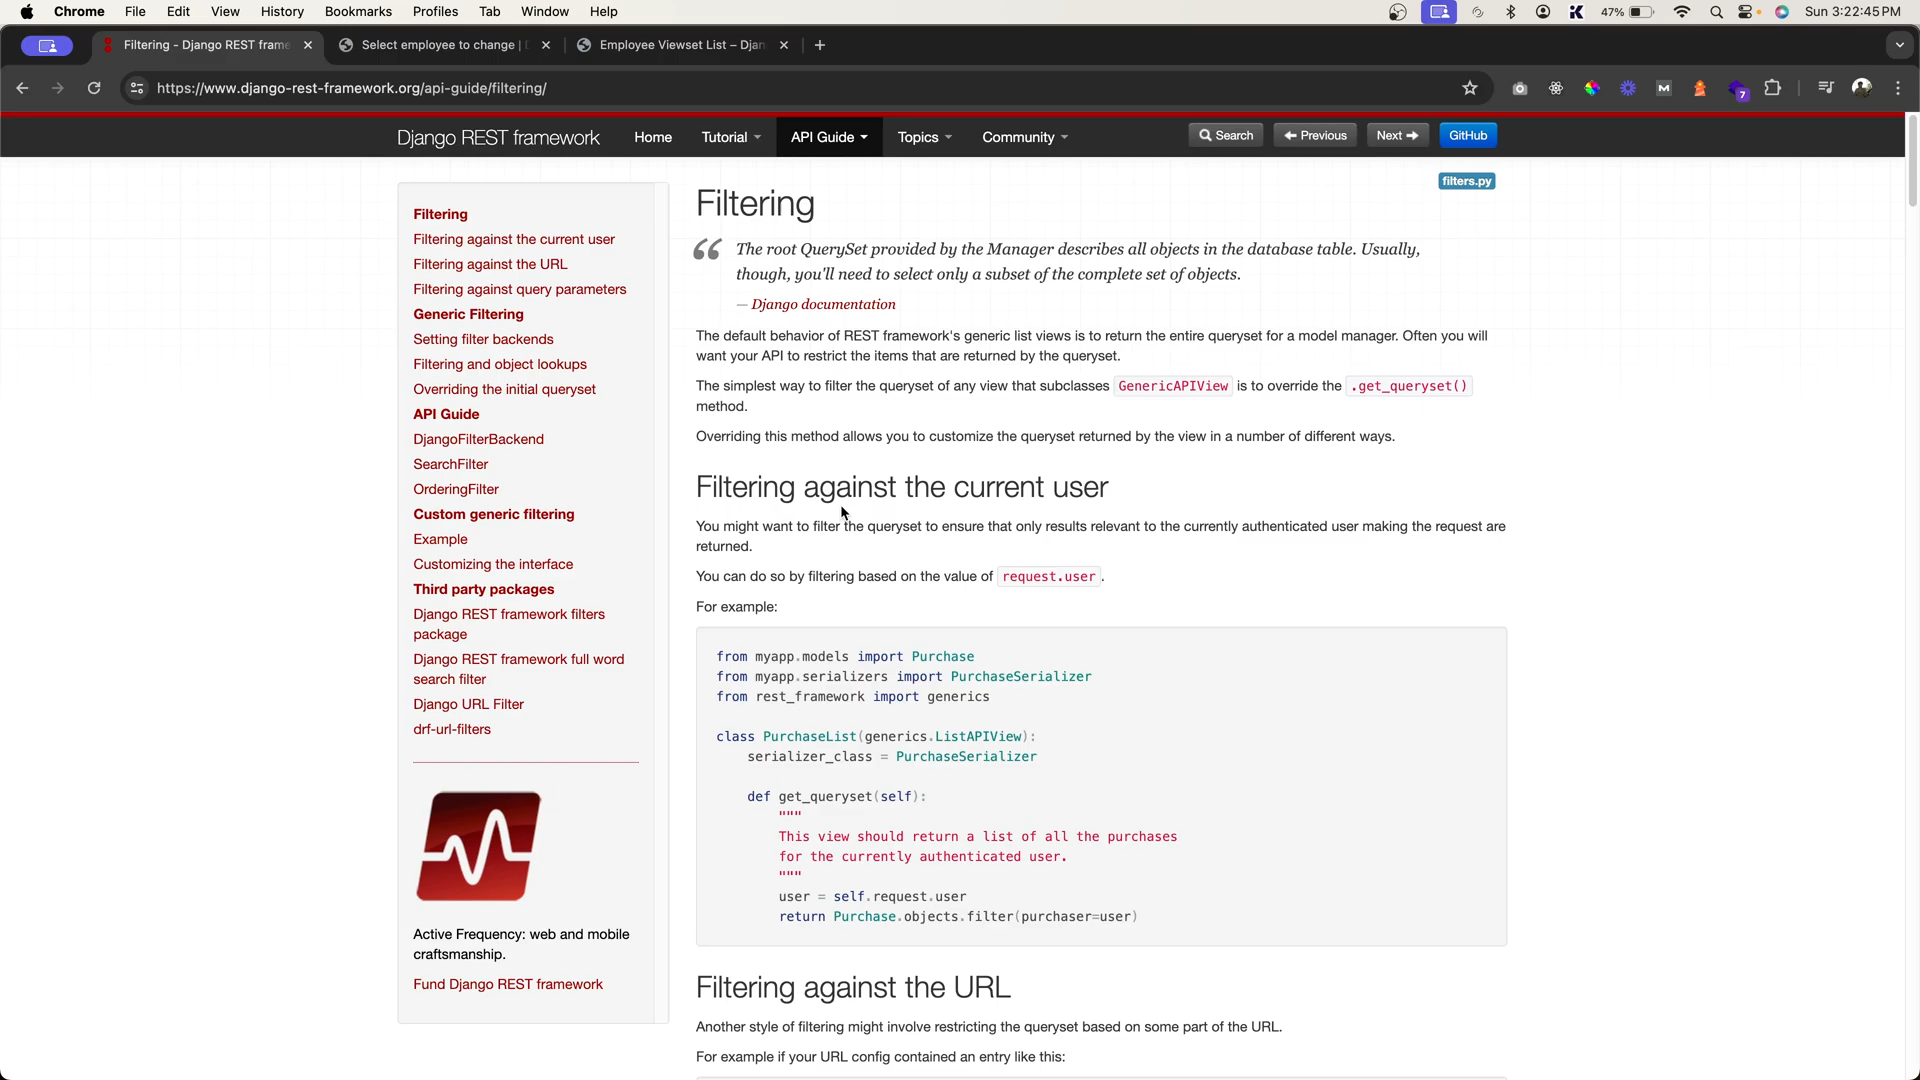 Chrome File Edit View History Bookmarks Profiles Tab Window Help 47% Sun 3:22:45 PM
Filtering - Django REST frame Select employee to change | Employee Viewset List – Djan
https://www.django-rest-framework.org/api-guide/filtering/ M 7
Django REST framework Home Tutorial API Guide Topics Community Search Previous Next GitHub
filters.py
Filtering
Filtering against the current user
Filtering against the URL
Filtering against query parameters
Generic Filtering
Setting filter backends
Filtering and object lookups
Overriding the initial queryset
API Guide
DjangoFilterBackend
SearchFilter
OrderingFilter
Custom generic filtering
Example
Customizing the interface
Third party packages
Django REST framework filters
package
Django REST framework full word
search filter
Django URL Filter
drf-url-filters
Active Frequency: web and mobile
craftsmanship.
Fund Django REST framework
Filtering
“ The root QuerySet provided by the Manager describes all objects in the database table. Usually,
though, you'll need to select only a subset of the complete set of objects.
— Django documentation
The default behavior of REST framework's generic list views is to return the entire queryset for a model manager. Often you will
want your API to restrict the items that are returned by the queryset.
The simplest way to filter the queryset of any view that subclasses GenericAPIView is to override the .get_queryset()
method.
Overriding this method allows you to customize the queryset returned by the view in a number of different ways.
Filtering against the current user
You might want to filter the queryset to ensure that only results relevant to the currently authenticated user making the request are
returned.
You can do so by filtering based on the value of request.user.
For example:
from myapp.models import Purchase
from myapp.serializers import PurchaseSerializer
from rest_framework import generics
class PurchaseList(generics.ListAPIView):
serializer_class = PurchaseSerializer
def get_queryset(self):
"""
This view should return a list of all the purchases
for the currently authenticated user.
"""
user = self.request.user
return Purchase.objects.filter(purchaser=user)
Filtering against the URL
Another style of filtering might involve restricting the queryset based on some part of the URL.
For example if your URL config contained an entry like this: